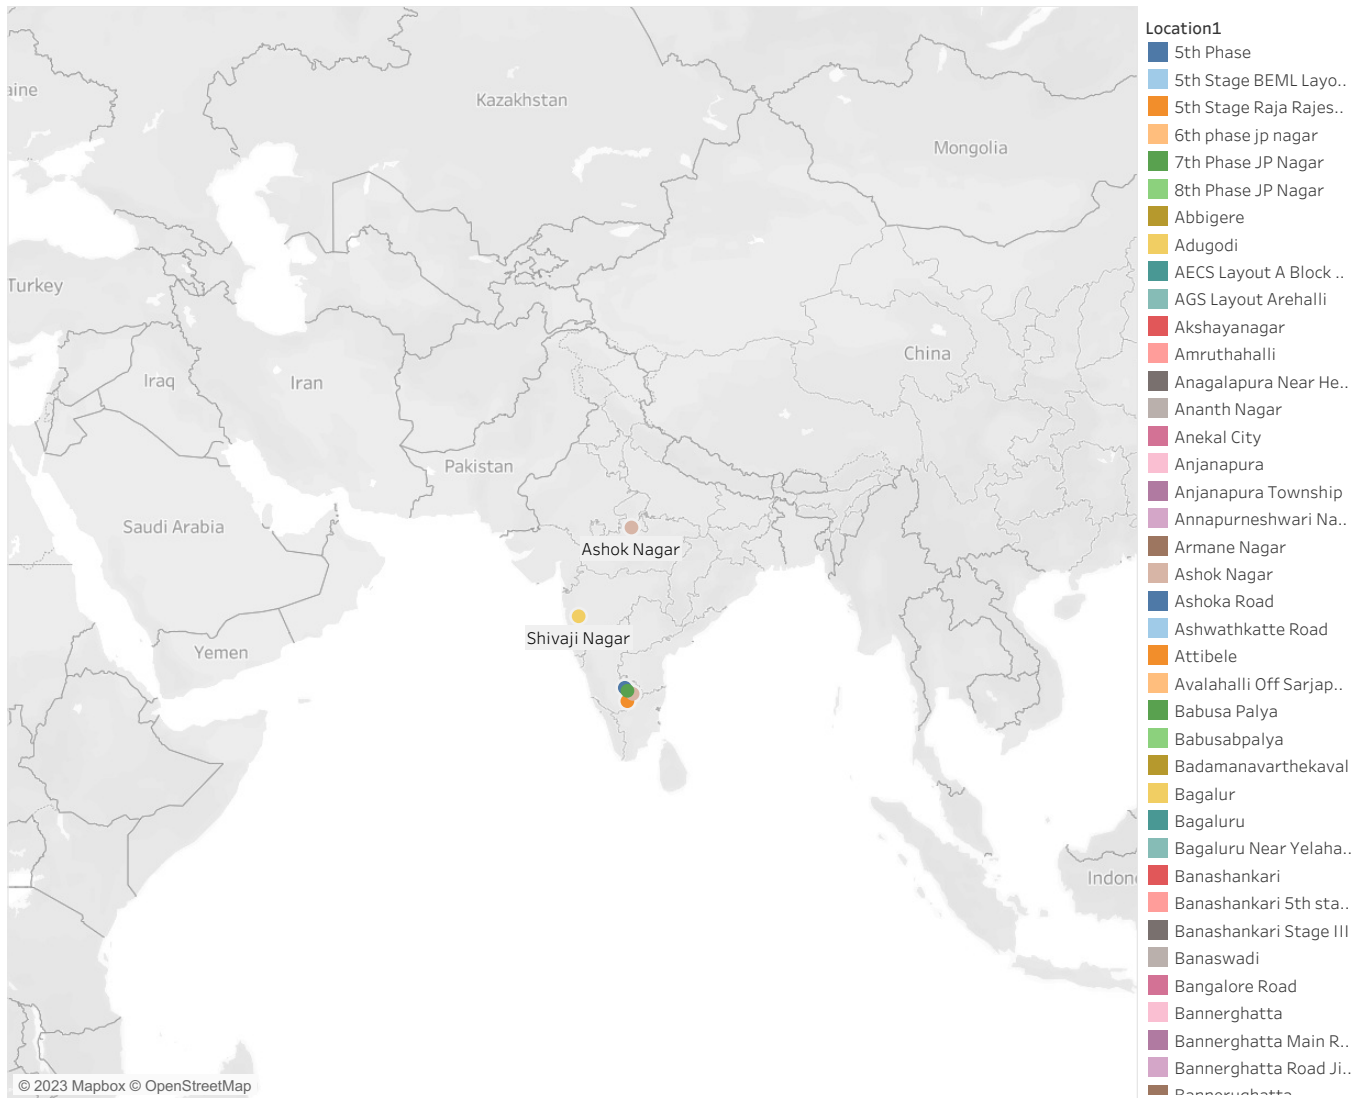 Kazakhstan
aine
Mongolia
Turkey
China
Iraq
Iran
Pakistan
Saudi Arabia
Ashok Nagar
Shivaji Nagar
Yemen
Indone
© 2023 Mapbox © OpenStreetMap
Location1
5th Phase
5th Stage BEML Layo..
5th Stage Raja Rajes..
6th phase jp nagar
7th Phase JP Nagar
8th Phase JP Nagar
Abbigere
Adugodi
AECS Layout A Block ..
AGS Layout Arehalli
Akshayanagar
Amruthahalli
Anagalapura Near He..
Ananth Nagar
Anekal City
Anjanapura
Anjanapura Township
Annapurneshwari Na..
Armane Nagar
Ashok Nagar
Ashoka Road
Ashwathkatte Road
Attibele
Avalahalli Off Sarjap..
Babusa Palya
Babusabpalya
Badamanavarthekaval
Bagalur
Bagaluru
Bagaluru Near Yelaha..
Banashankari
Banashankari 5th sta..
Banashankari Stage III
Banaswadi
Bangalore Road
Bannerghatta
Bannerghatta Main R..
Bannerghatta Road Ji..
Bannerughatta